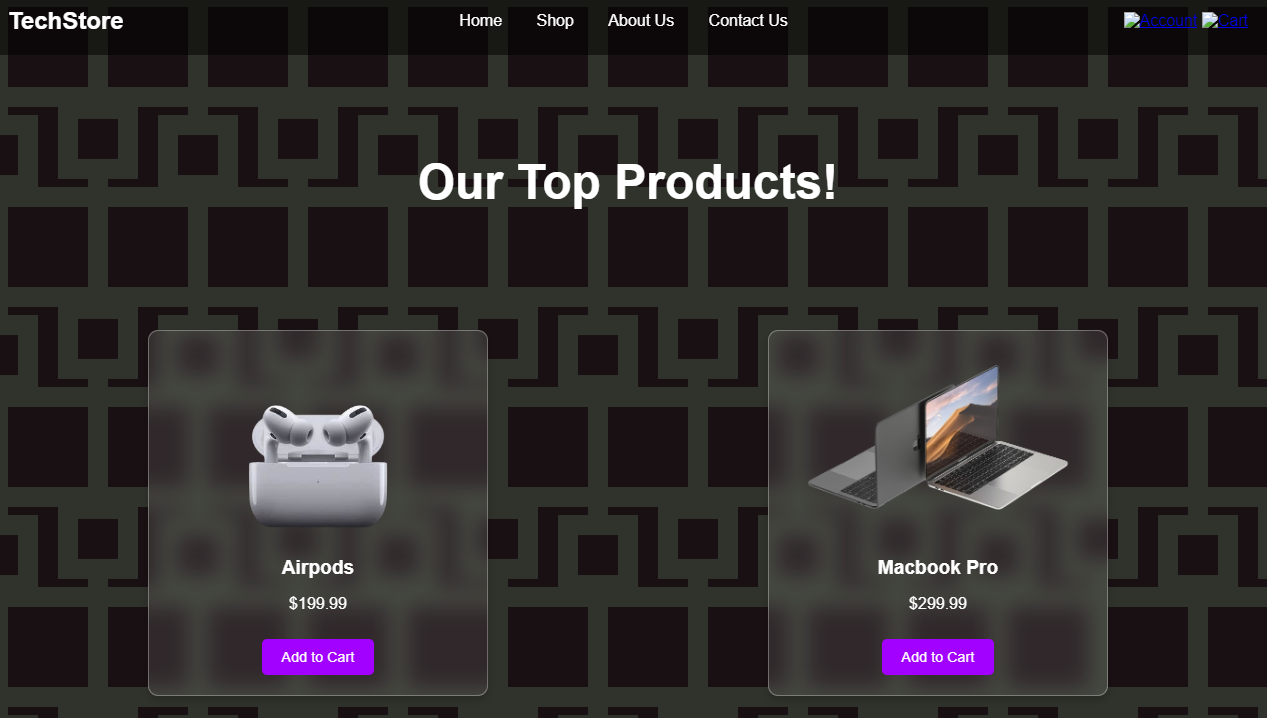 TechStore Home Shop About Us Contact Us Account Cart
Our Top Products!
Airpods
$199.99
Add to Cart
Macbook Pro
$299.99
Add to Cart